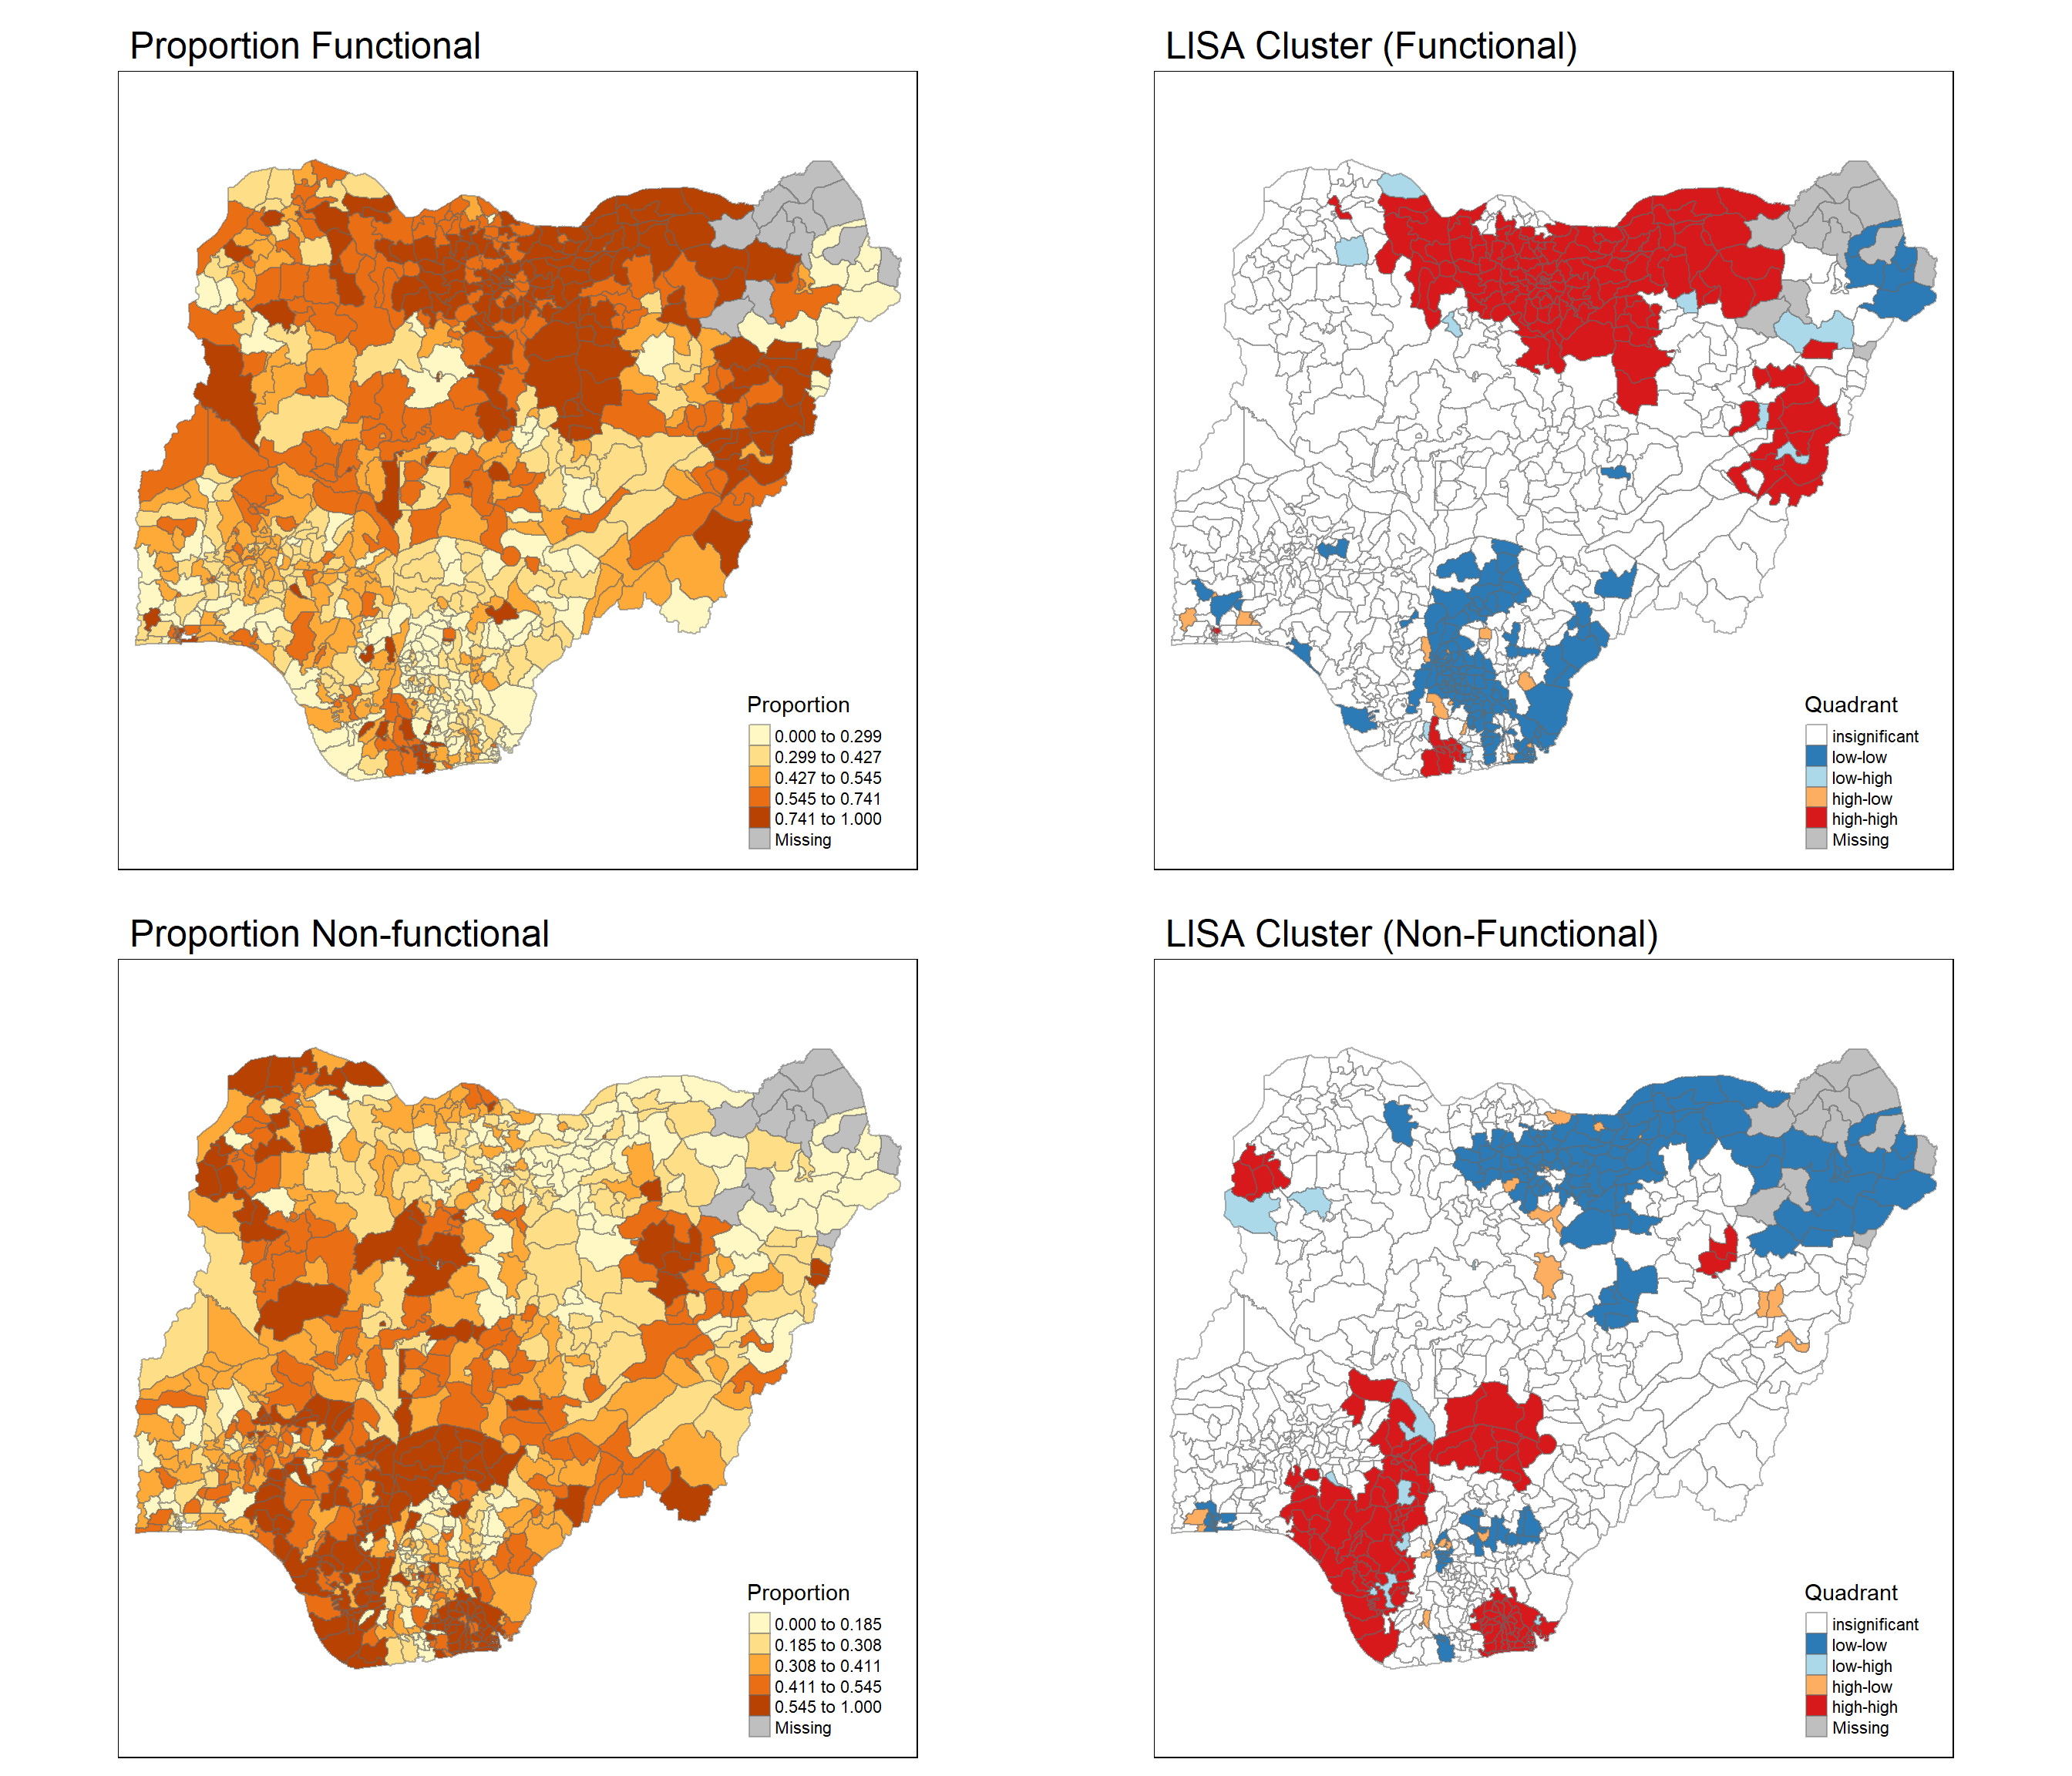 Proportion Functional
Proportion
0.000 to 0.299
0.299 to 0.427
0.427 to 0.545
0.545 to 0.741
0.741 to 1.000
Missing
LISA Cluster (Functional)
Quadrant
insignificant
low-low
low-high
high-low
high-high
Missing
Proportion Non-functional
Proportion
0.000 to 0.185
0.185 to 0.308
0.308 to 0.411
0.411 to 0.545
0.545 to 1.000
Missing
LISA Cluster (Non-Functional)
Quadrant
insignificant
low-low
low-high
high-low
high-high
Missing